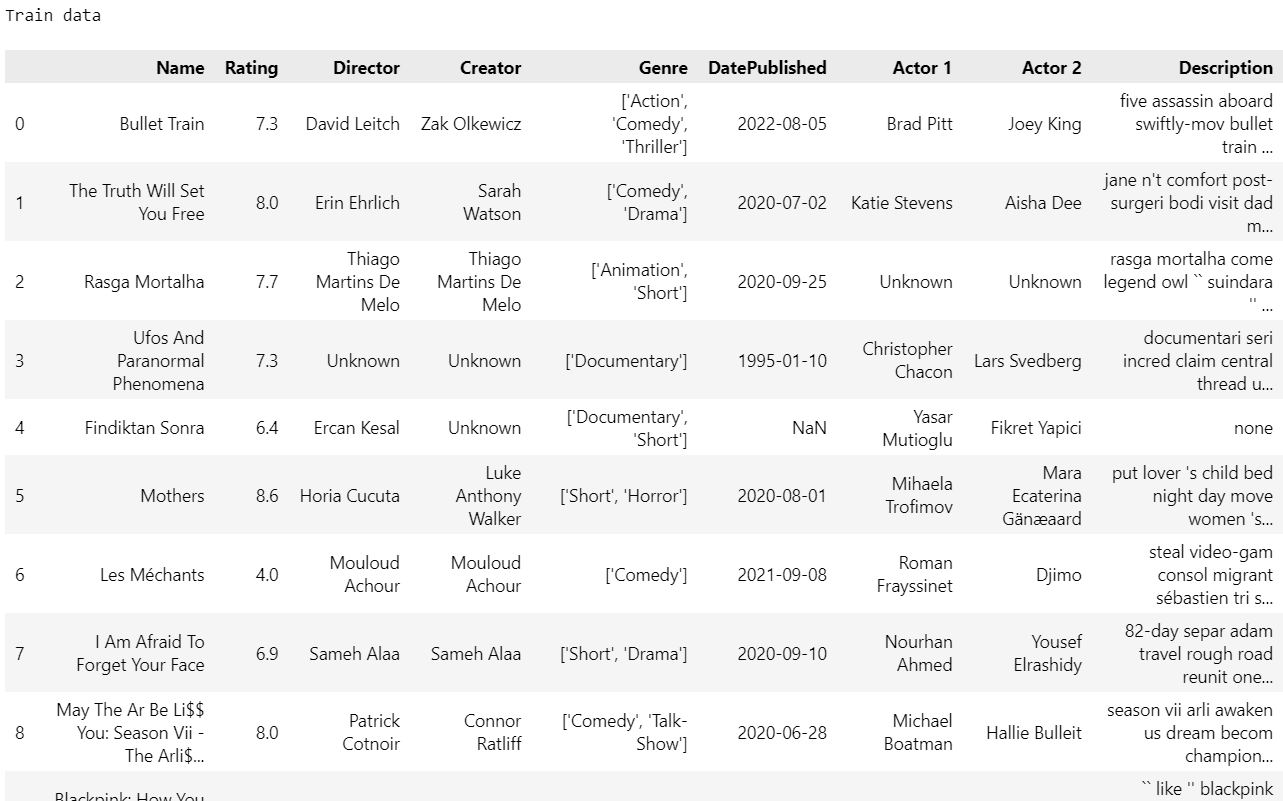 Train data
Name Rating Director Creator Genre DatePublished Actor 1 Actor 2 Description
0 Bullet Train 7.3 David Leitch Zak Olkewicz ['Action', 'Comedy', 'Thriller'] 2022-08-05 Brad Pitt Joey King five assassin aboard swiftly-mov bullet train ...
1 The Truth Will Set You Free 8.0 Erin Ehrlich Sarah Watson ['Comedy', 'Drama'] 2020-07-02 Katie Stevens Aisha Dee jane n't comfort post-surgeri bodi visit dad m...
2 Rasga Mortalha 7.7 Thiago Martins De Melo Thiago Martins De Melo ['Animation', 'Short'] 2020-09-25 Unknown Unknown rasga mortalha come legend owl `` suindara '' ...
3 Ufos And Paranormal Phenomena 7.3 Unknown Unknown ['Documentary'] 1995-01-10 Christopher Chacon Lars Svedberg documentari seri incred claim central thread u...
4 Findiktan Sonra 6.4 Ercan Kesal Unknown ['Documentary', 'Short'] NaN Yasar Mutioglu Fikret Yapici none
5 Mothers 8.6 Horia Cucuta Luke Anthony Walker ['Short', 'Horror'] 2020-08-01 Mihaela Trofimov Mara Ecaterina Gänæaard put lover 's child bed night day move women 's...
6 Les Méchants 4.0 Mouloud Achour Mouloud Achour ['Comedy'] 2021-09-08 Roman Frayssinet Djimo steal video-gam consol migrant sébastien tri s...
7 I Am Afraid To Forget Your Face 6.9 Sameh Alaa Sameh Alaa ['Short', 'Drama'] 2020-09-10 Nourhan Ahmed Yousef Elrashidy 82-day separ adam travel rough road reunit one...
8 May The Ar Be Li$$ You: Season Vii - The Arli$... 8.0 Patrick Cotnoir Connor Ratliff ['Comedy', 'Talk-Show'] 2020-06-28 Michael Boatman Hallie Bulleit season vii arli awaken us dream becom champion...
Blackpink: How You `` like '' blackpink